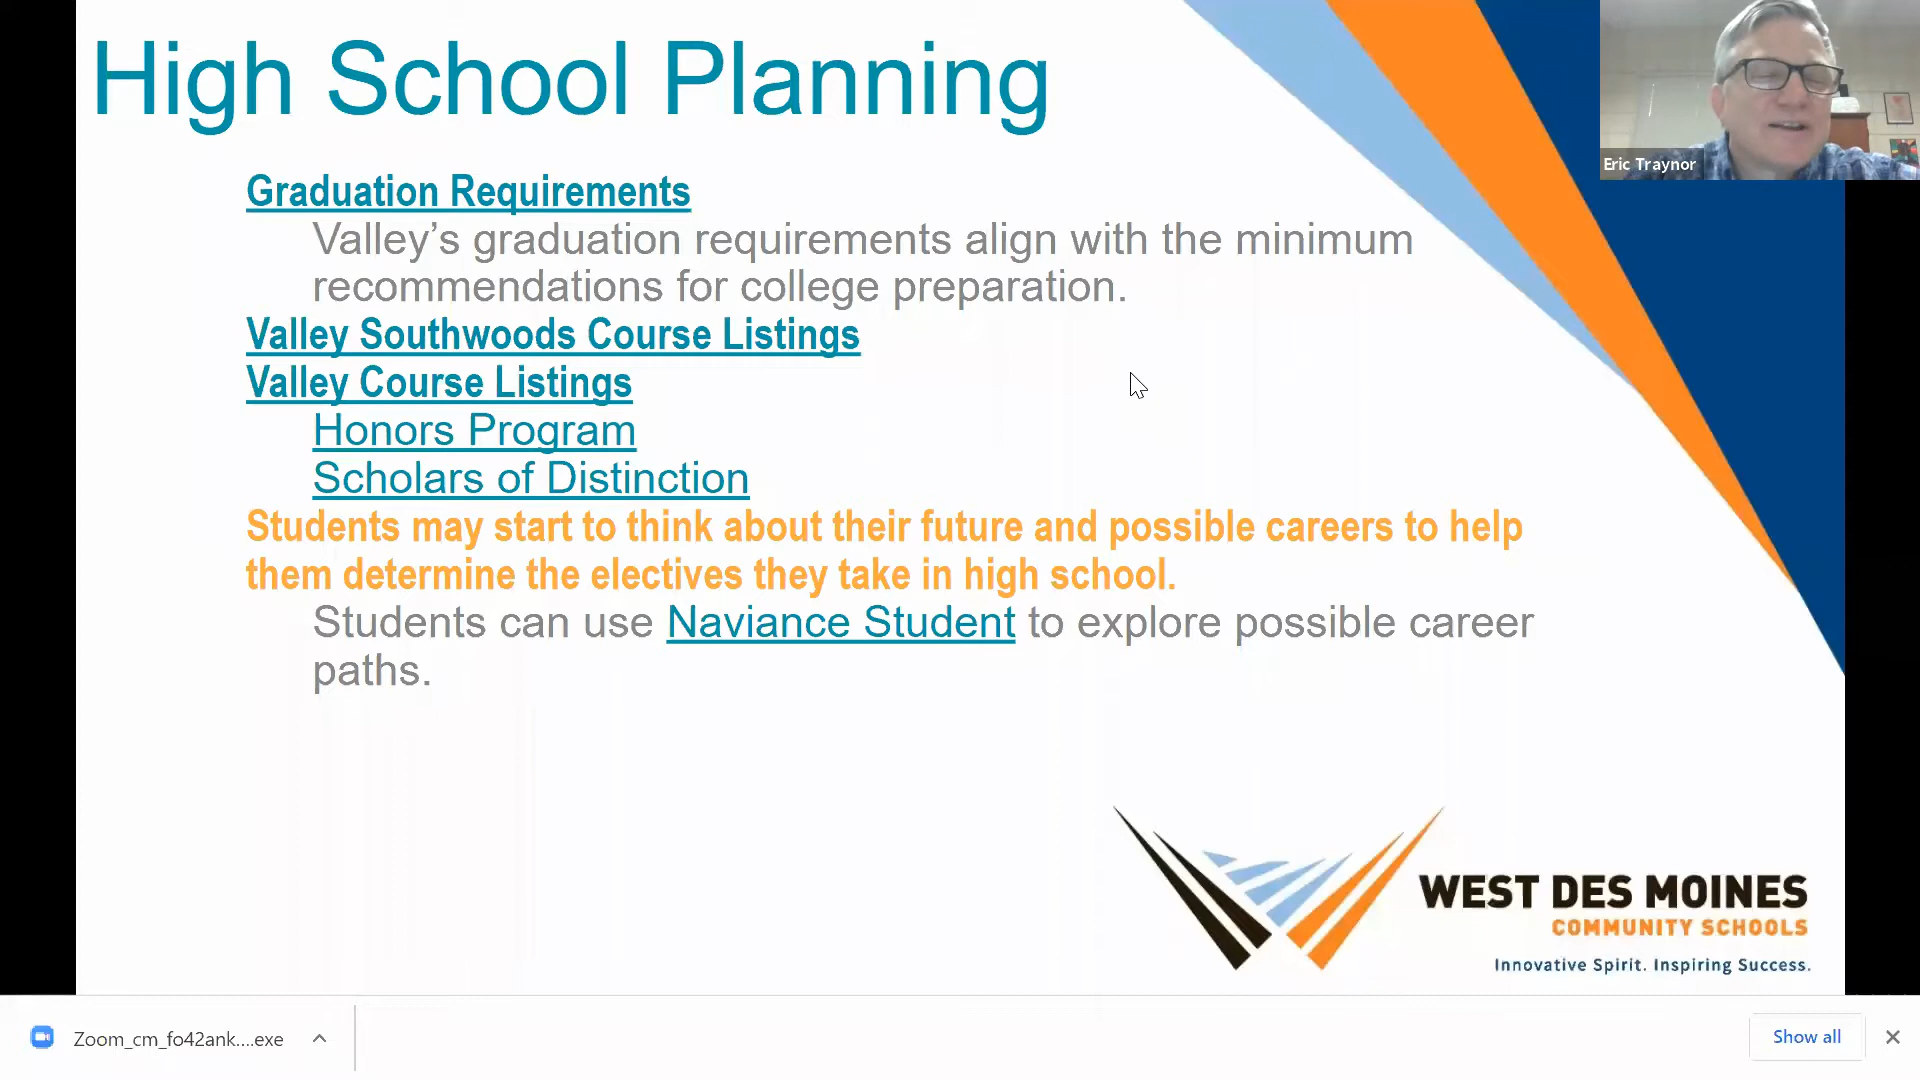 High School Planning
Eric Traynor
Graduation Requirements
Valley’s graduation requirements align with the minimum
recommendations for college preparation.
Valley Southwoods Course Listings
Valley Course Listings
Honors Program
Scholars of Distinction
Students may start to think about their future and possible careers to help
them determine the electives they take in high school.
Students can use Naviance Student to explore possible career
paths.
WEST DES MOINES
COMMUNITY SCHOOLS
Innovative Spirit. Inspiring Success.
Zoom_cm_fo42ank....exe
Show all